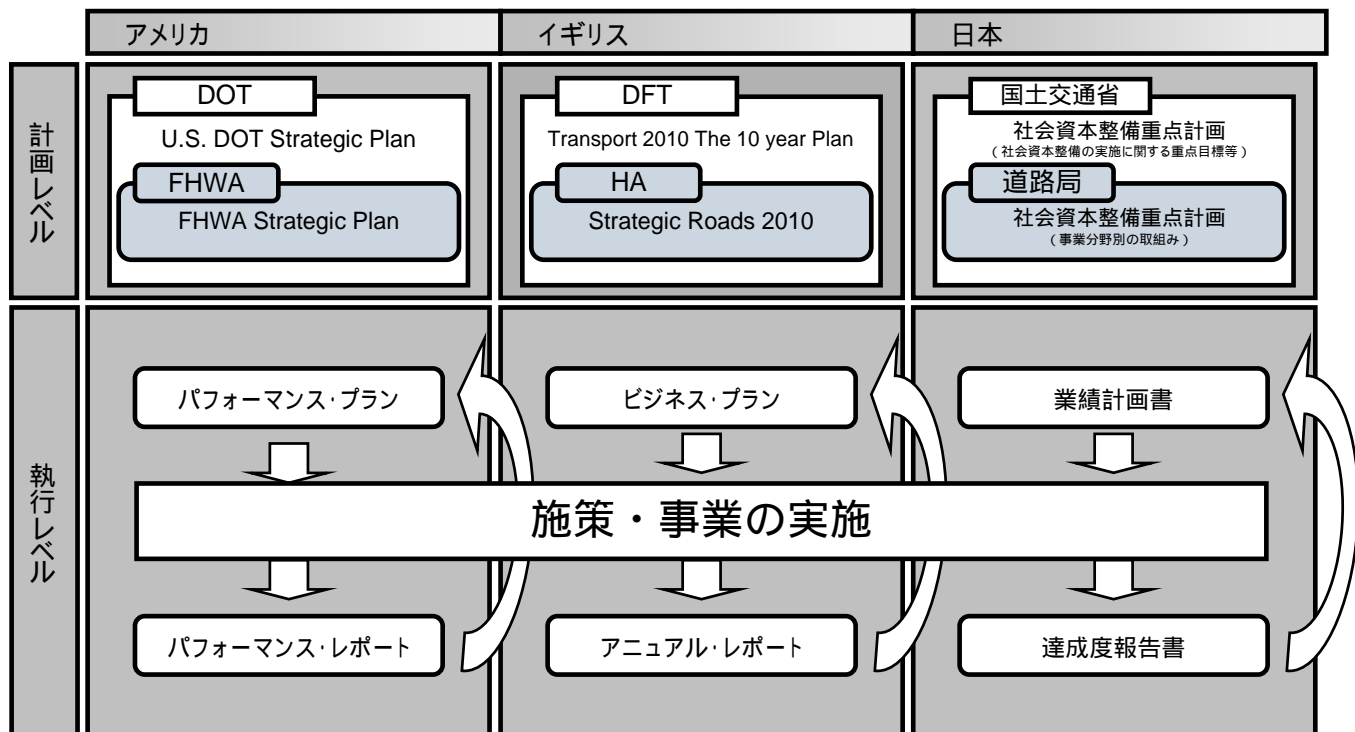 アメリカ
イギリス
日本
計画レベル
DOT
U.S. DOT Strategic Plan
FHWA
FHWA Strategic Plan
DFT
Transport 2010 The 10 year Plan
HA
Strategic Roads 2010
国土交通省
社会資本整備重点計画
（社会資本整備の実施に関する重点目標等）
道路局
社会資本整備重点計画
（事業分野別の取組み）
執行レベル
パフォーマンス・プラン
ビジネス・プラン
業績計画書
施策・事業の実施
パフォーマンス・レポート
アニュアル・レポート
達成度報告書